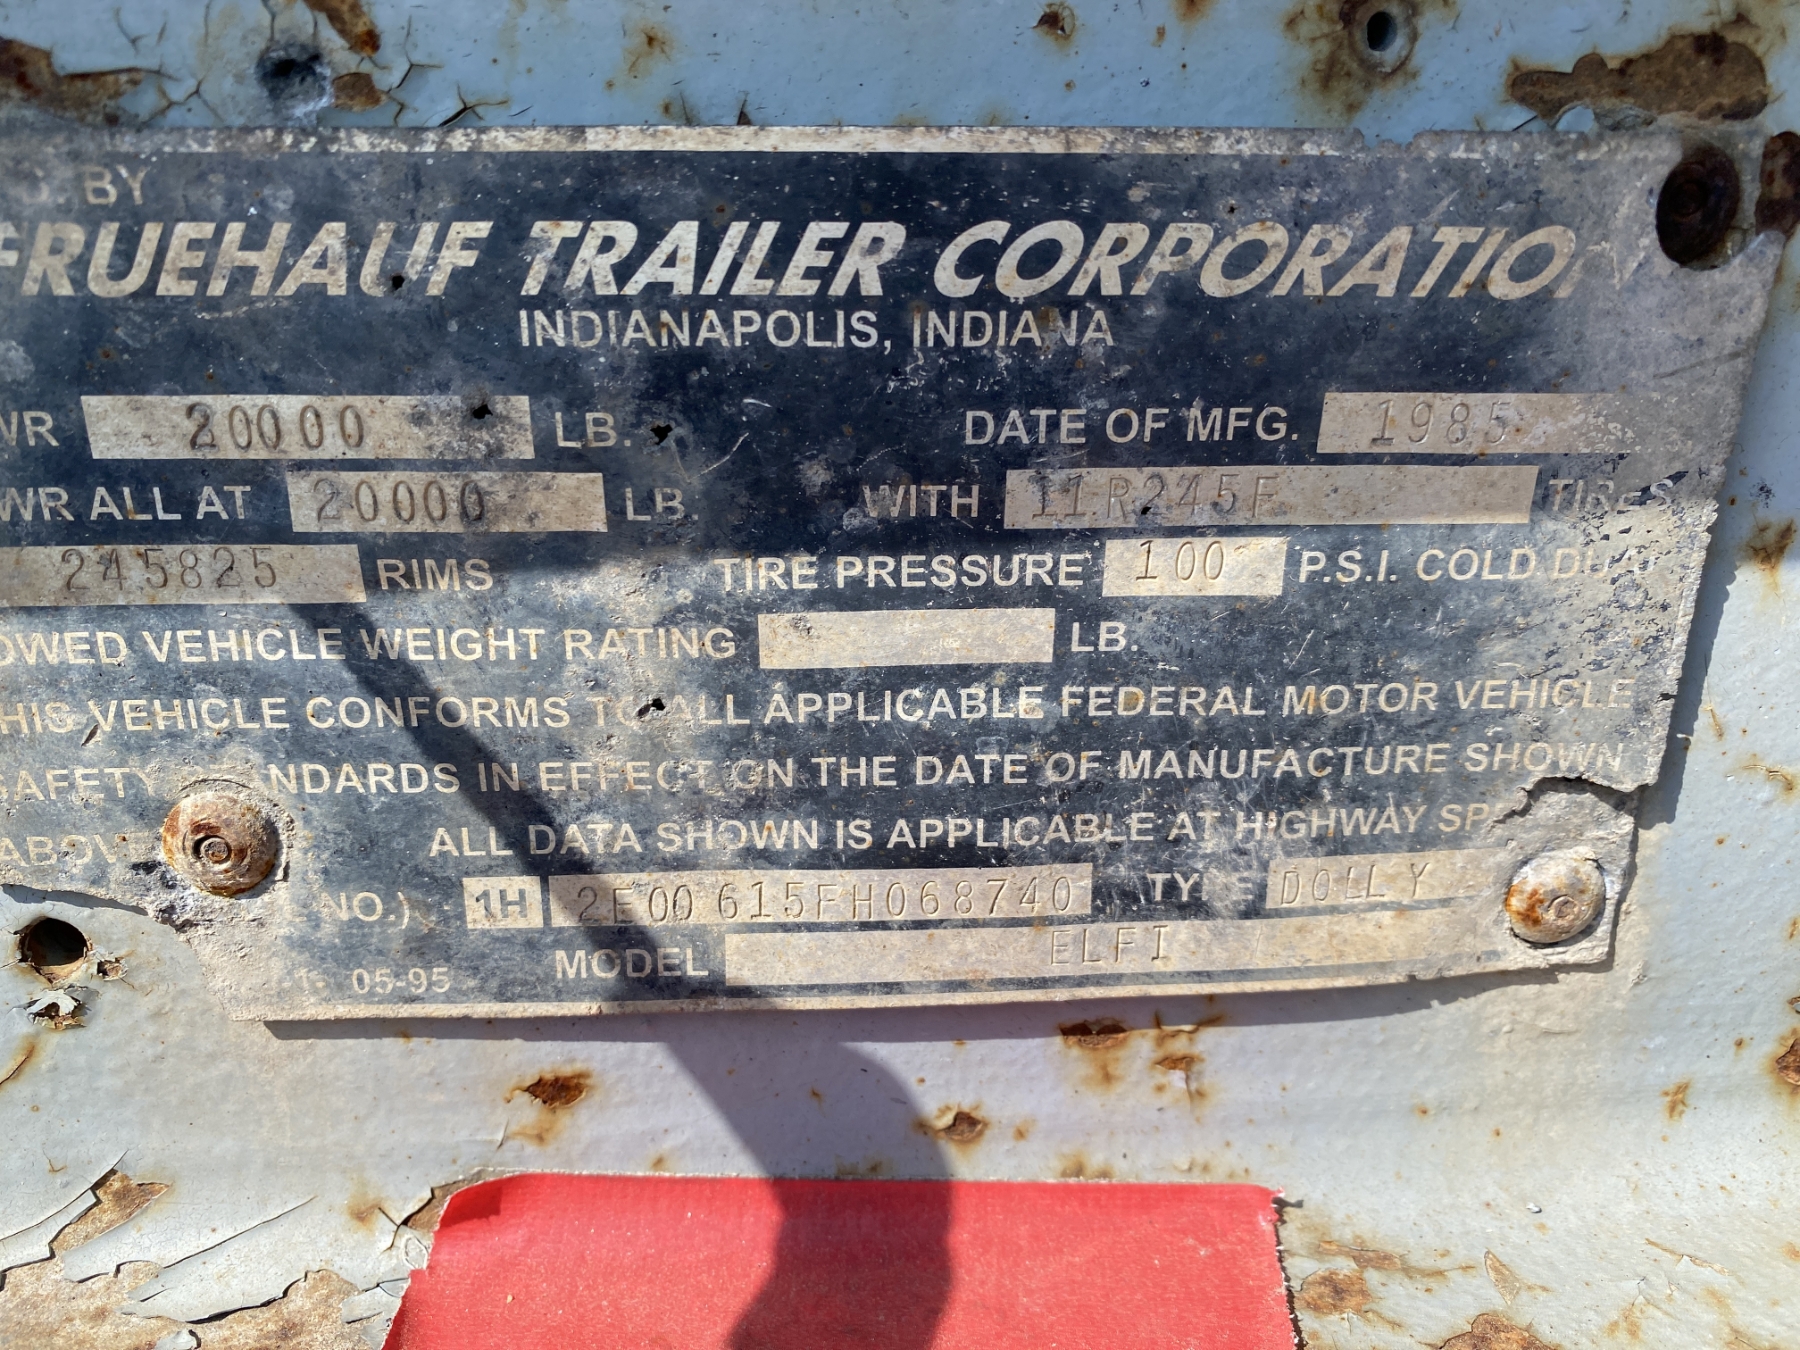 BY
FRUEHAUF TRAILER CORPORATION
INDIANAPOLIS, INDIANA
WR 20000 LB. DATE OF MFG. 1985
WR ALL AT 20000 LB. WITH 11R245F TIRES
245825 RIMS TIRE PRESSURE 100 P.S.I. COLD
OWED VEHICLE WEIGHT RATING LB.
HIS VEHICLE CONFORMS TO ALL APPLICABLE FEDERAL MOTOR VEHICLE
SAFETY NDARDS IN EFFECT ON THE DATE OF MANUFACTURE SHOWN
ABOV ALL DATA SHOWN IS APPLICABLE AT HIGHWAY SP
NO.) 1H 2E00615FH068740 TYPE DOLLY
05-95 MODEL ELFI